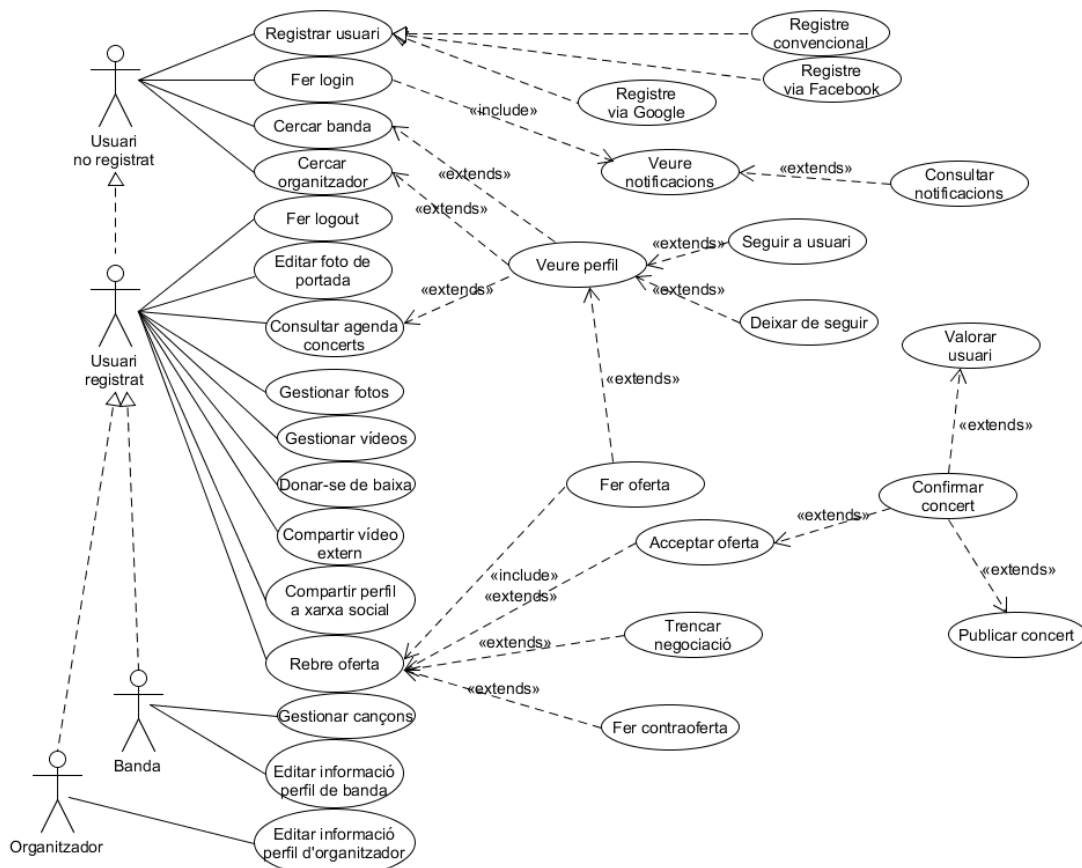 Registrar usuari
Registre
convencional
Registre
via Facebook
Fer login
Registre
via Google
«include»
Usuari
no registrat
Cercar banda
Cercar
organitzador
«extends»
Veure
notificacions
«extends»
Consultar
notificacions
«extends»
Fer logout
Editar foto de
portada
Veure perfil
«extends»
Seguir a usuari
«extends»
«extends»
Deixar de seguir
Consultar agenda
concerts
Usuari
registrat
Valorar
usuari
Gestionar fotos
«extends»
Gestionar vídeos
«extends»
Donar-se de baixa
Fer oferta
Confirmar
concert
«extends»
Compartir vídeo
extern
Acceptar oferta
«include»
«extends»
«extends»
Compartir perfil
a xarxa social
Rebre oferta
«extends»
Trencar
negociació
Publicar concert
«extends»
Gestionar cançons
Fer contraoferta
Banda
Editar informació
perfil de banda
Organitzador
Editar informació
perfil d'organitzador